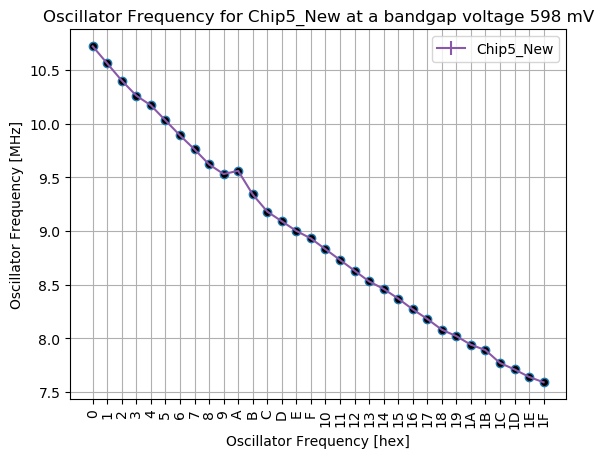 Oscillator Frequency for Chip5_New at a bandgap voltage 598 mV
Chip5_New
Oscillator Frequency [MHz]
10.5
10.0
9.5
9.0
8.5
8.0
7.5
0 1 2 3 4 5 6 7 8 9 A B C D E F 10 11 12 13 14 15 16 17 18 19 1A 1B 1C 1D 1E 1F
Oscillator Frequency [hex]